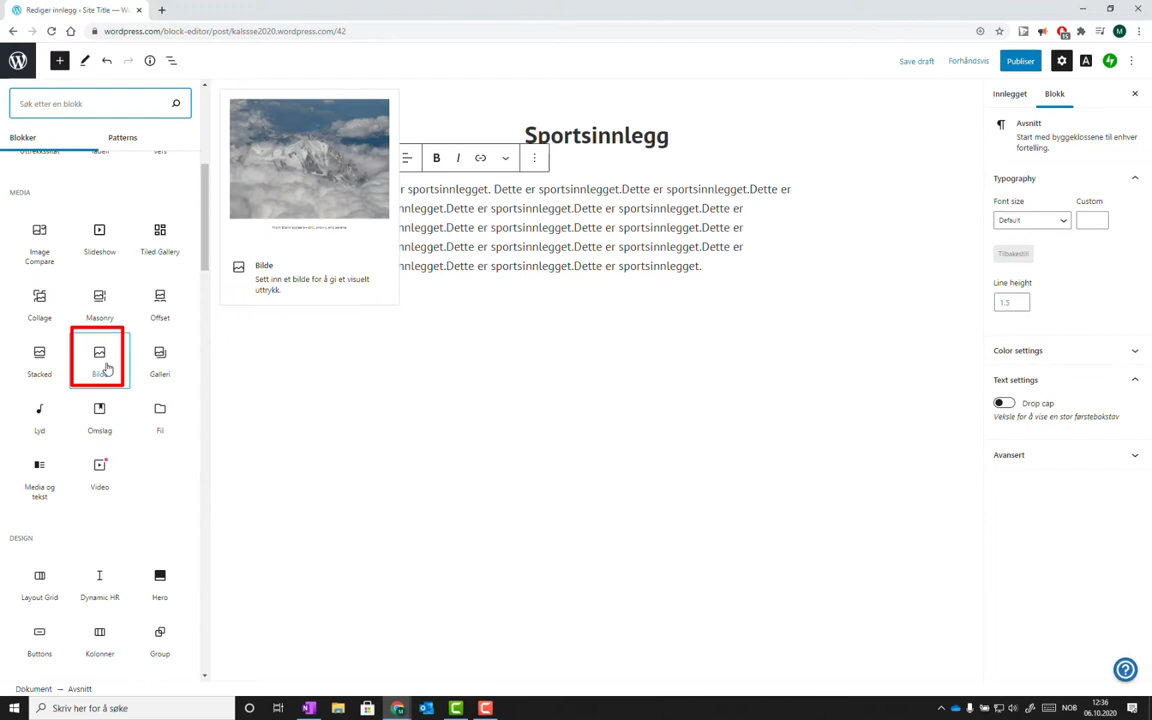 Rediger innlegg ‹ Site Title — W
wordpress.com/block-editor/post/kalssse2020.wordpress.com/42
Save draft
Forhåndsvis
Publiser
Søk etter en blokk
Blokker
Patterns
Uttrekkssitat
Tabell
Vers
MEDIA
Image Compare
Slideshow
Tiled Gallery
Collage
Masonry
Offset
Stacked
Galleri
Lyd
Omslag
Fil
Media og tekst
Video
DESIGN
Layout Grid
Dynamic HR
Hero
Buttons
Kolonner
Group
Dokument → Avsnitt
Bilde
Sett inn et bilde for å gi et visuelt
uttrykk.
Sportsinnlegg
B I
er sportsinnlegget. Dette er sportsinnlegget.Dette er sportsinnlegget.Dette er
nnlegget.Dette er sportsinnlegget.Dette er sportsinnlegget.Dette er
nnlegget.Dette er sportsinnlegget.Dette er sportsinnlegget.Dette er
nnlegget.Dette er sportsinnlegget.Dette er sportsinnlegget.Dette er
nnlegget.Dette er sportsinnlegget.Dette er sportsinnlegget.
Innlegget
Blokk
Avsnitt
Start med byggeklossene til enhver
fortelling.
Typography
Font size
Custom
Default
Tilbakestill
Line height
1.5
Color settings
Text settings
Drop cap
Veksle for å vise en stor førstebokstav
Avansert
Skriv her for å søke
NOB
12:36
06.10.2020